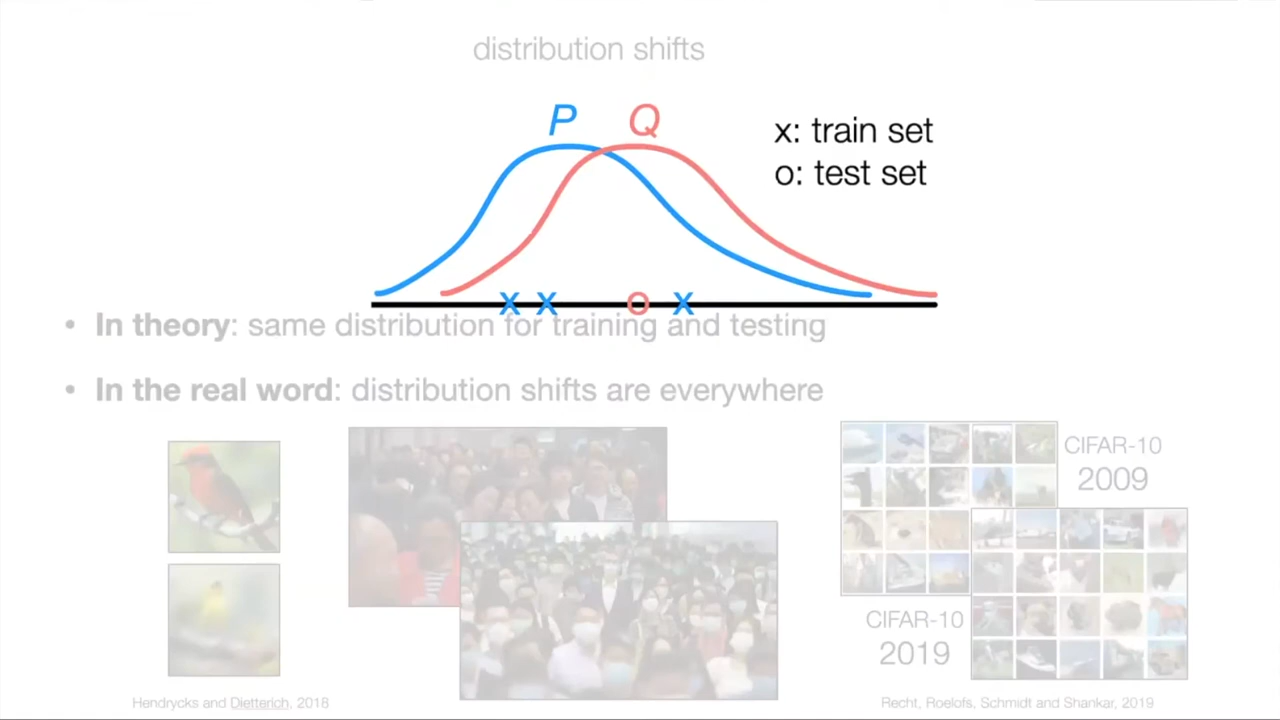 distribution shifts
P Q
x: train set
o: test set
x x o x
• In theory: same distribution for training and testing
• In the real word: distribution shifts are everywhere
CIFAR-10
2009
CIFAR-10
2019
Hendrycks and Dietterich, 2018
Recht, Roelofs, Schmidt and Shankar, 2019